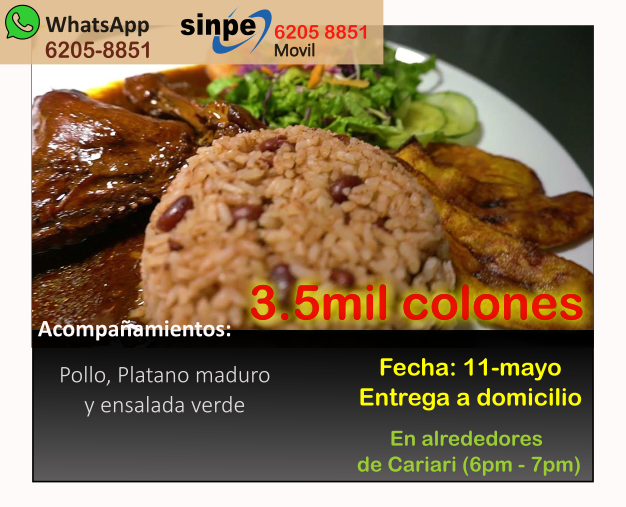 WhatsApp
6205-8851
sinpe
6205 8851
Movil
3.5mil colones
Acompañamientos:
Pollo, Platano maduro
y ensalada verde
Fecha: 11-mayo
Entrega a domicilio
En alrededores
de Cariari (6pm - 7pm)